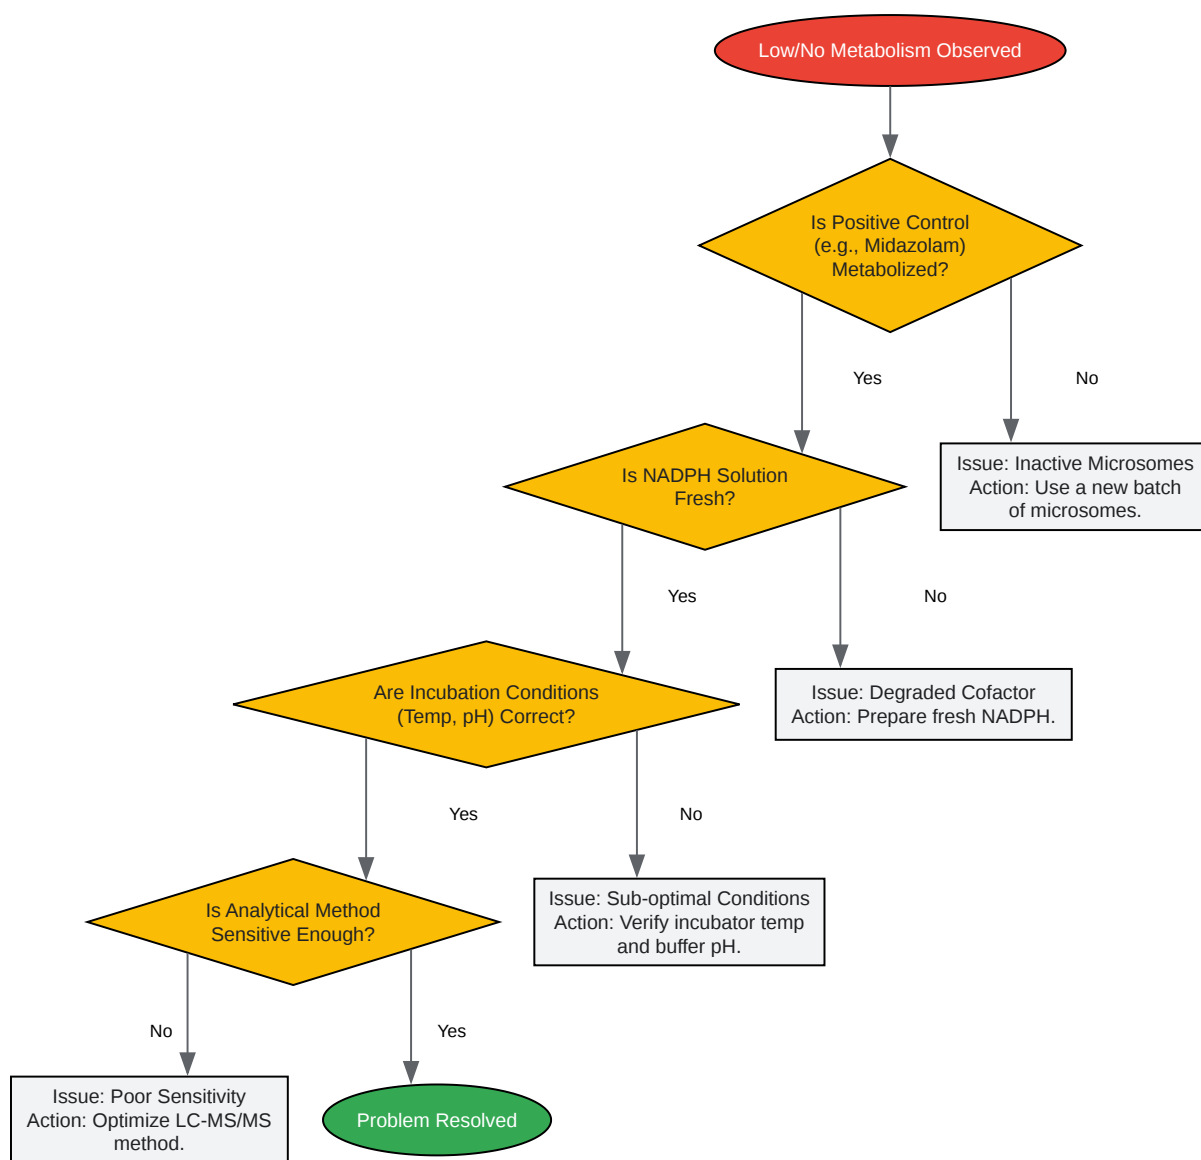 Low/No Metabolism Observed
Is Positive Control
(e.g., Midazolam)
Metabolized?
Yes
No
Issue: Inactive Microsomes
Action: Use a new batch
of microsomes.
Is NADPH Solution
Fresh?
Yes
No
Issue: Degraded Cofactor
Action: Prepare fresh NADPH.
Are Incubation Conditions
(Temp, pH) Correct?
Yes
No
Issue: Sub-optimal Conditions
Action: Verify incubator temp
and buffer pH.
Is Analytical Method
Sensitive Enough?
No
Yes
Issue: Poor Sensitivity
Action: Optimize LC-MS/MS
method.
Problem Resolved